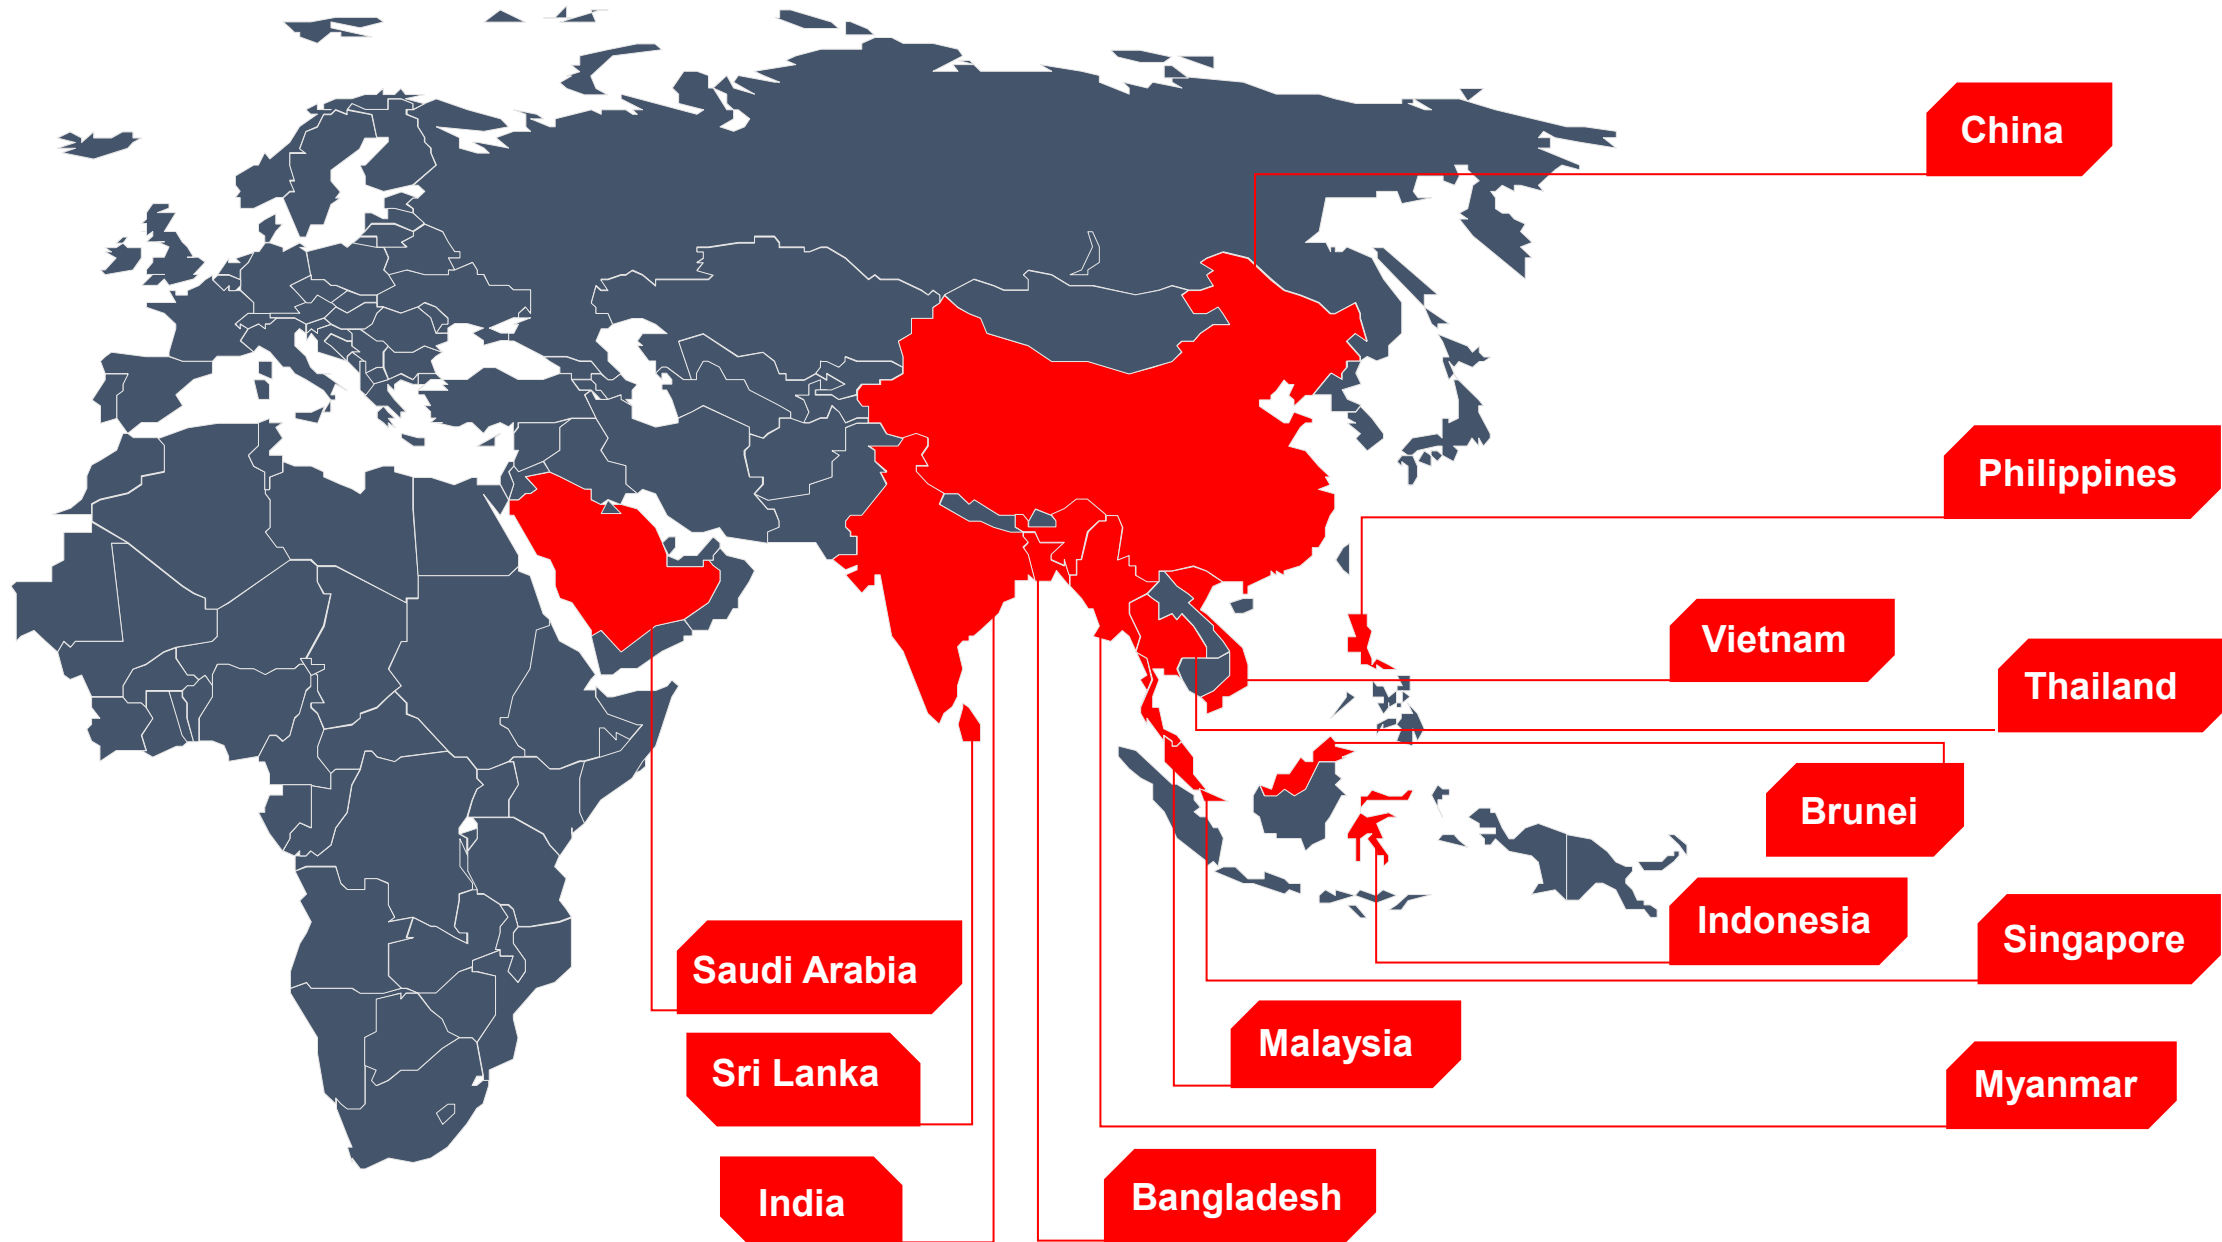 China
Philippines
Vietnam
Thailand
Brunei
Indonesia
Singapore
Saudi Arabia
Malaysia
Sri Lanka
Myanmar
India
Bangladesh